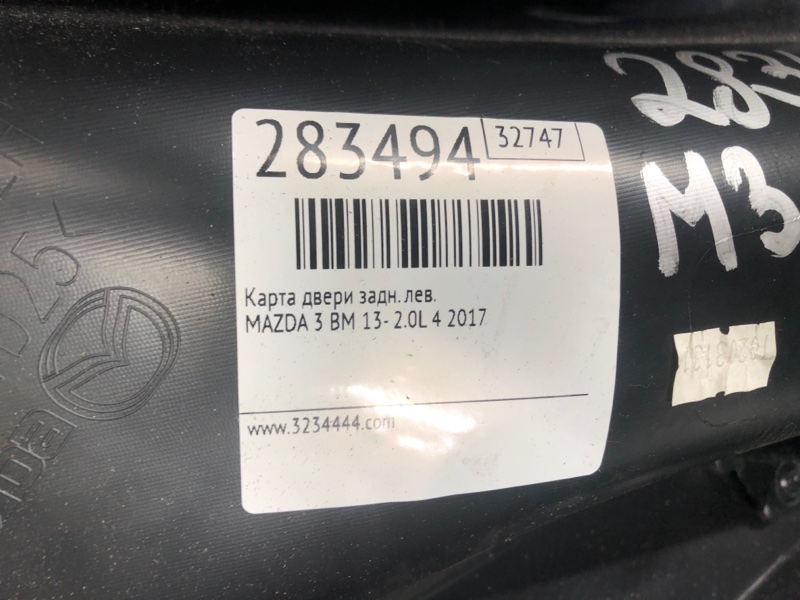 283494
32747
Карта двери задн. лев.
MAZDA 3 BM 13- 2.0L 4 2017
www.3234444.com
M3